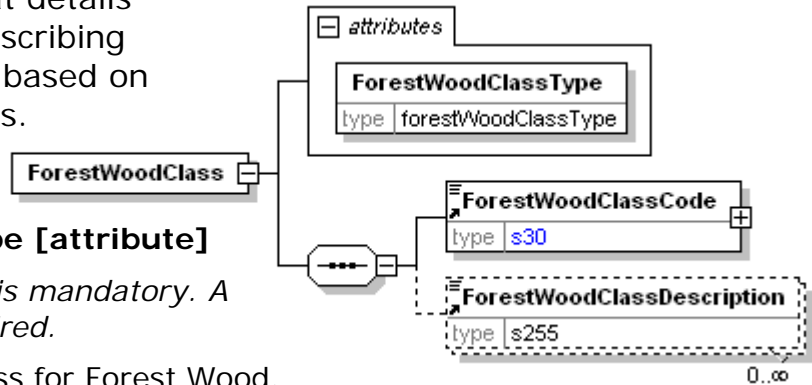 t details
scribing
based on
s.
pe [attribute]
is mandatory. A
ired.
ss for Forest Wood
attributes
ForestWoodClassType
type forestWoodClassType
ForestWoodClass
ForestWoodClassCode
type s30
ForestWoodClassDescription
type s255
0..∞